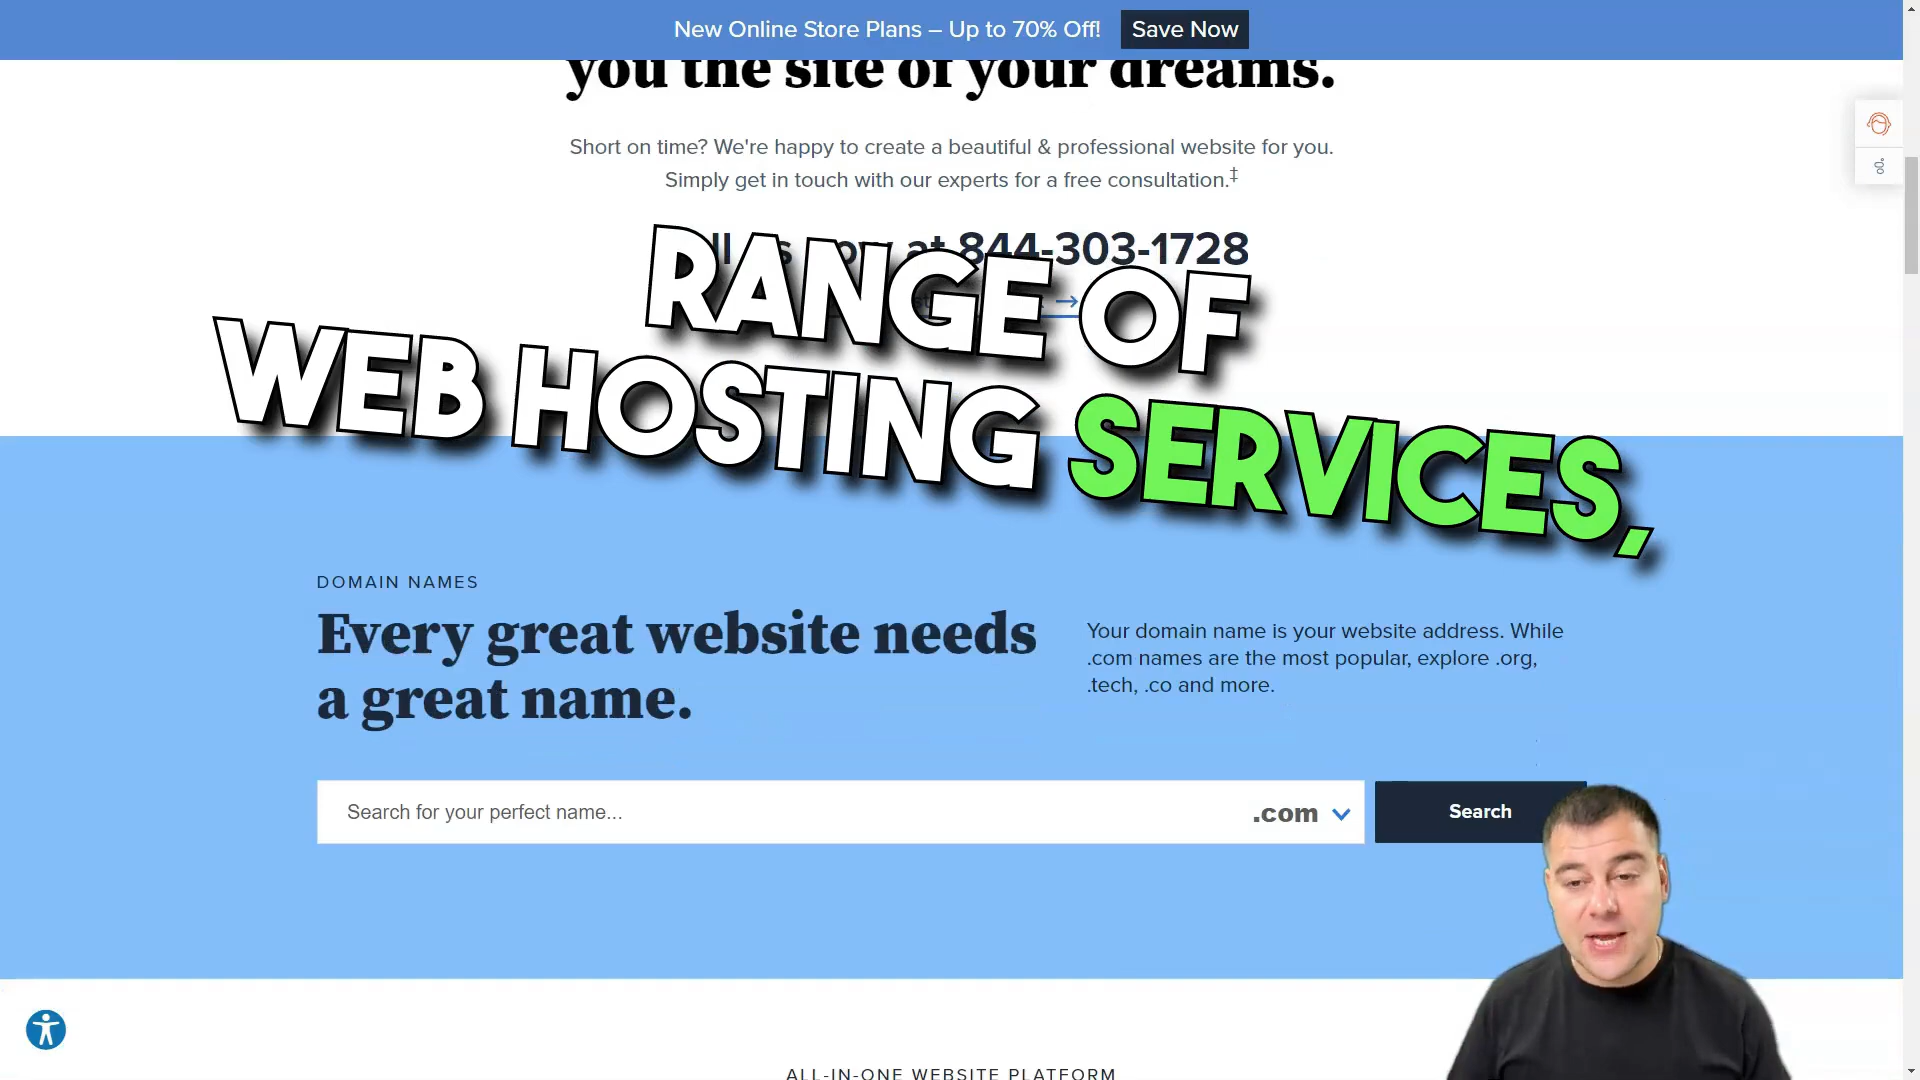 New Online Store Plans – Up to 70% Off! Save Now
you the site of your dreams.
Short on time? We're happy to create a beautiful & professional website for you.
Simply get in touch with our experts for a free consultation.‡
at 844-303-1728
RANGE OF
WEB HOSTING SERVICES,
DOMAIN NAMES
Every great website needs
a great name.
Your domain name is your website address. While
.com names are the most popular, explore .org,
.tech, .co and more.
Search for your perfect name... .com Search
ALL-IN-ONE WEBSITE PLATFORM